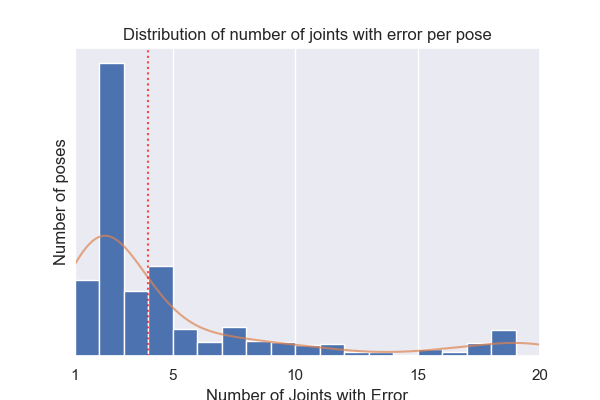 Distribution of number of joints with error per pose
Number of poses
1 5 10 15 20
Number of Joints with Error